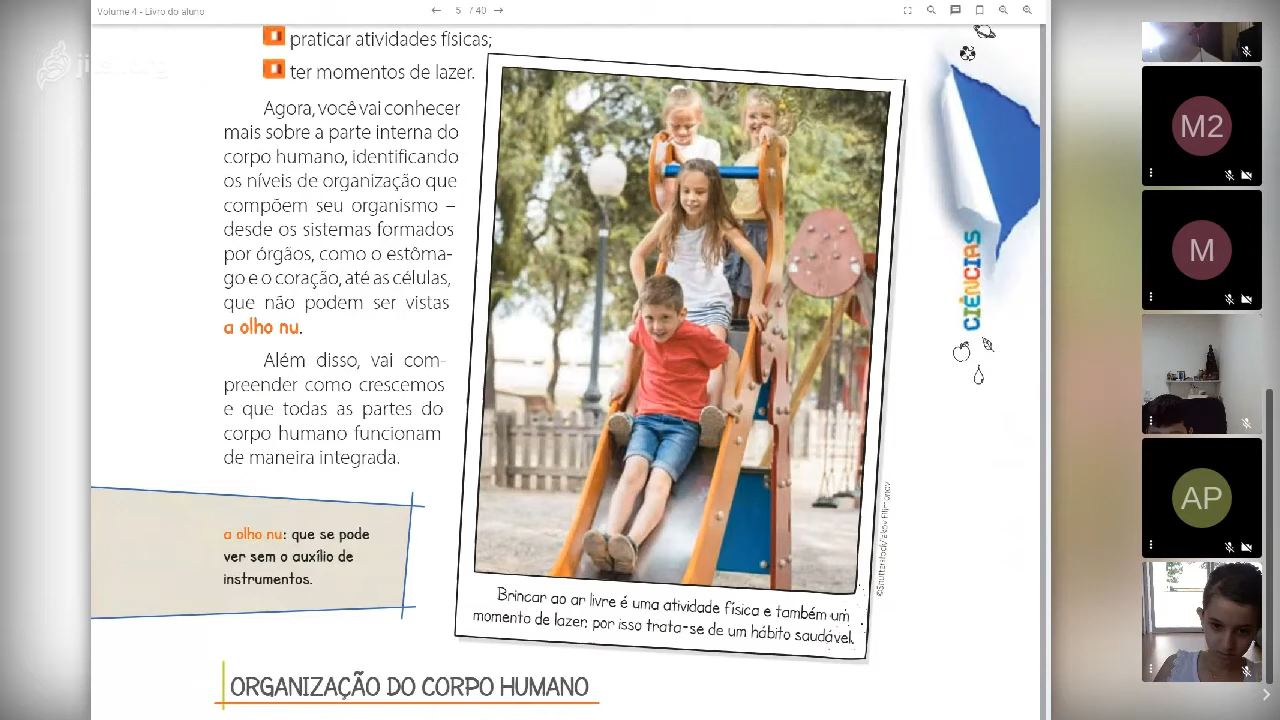 Volume 4 - Livro do aluno
5 / 40
praticar atividades físicas;
ter momentos de lazer.
Agora, você vai conhecer
mais sobre a parte interna do
corpo humano, identificando
os níveis de organização que
compõem seu organismo –
desde os sistemas formados
por órgãos, como o estôma-
go e o coração, até as células,
que não podem ser vistas
a olho nu.
Além disso, vai com-
preender como crescemos
e que todas as partes do
corpo humano funcionam
de maneira integrada.
a olho nu: que se pode
ver sem o auxílio de
instrumentos.
Brincar ao ar livre é uma atividade física e também um
momento de lazer; por isso trata-se de um hábito saudável.
ORGANIZAÇÃO DO CORPO HUMANO
CIÊNCIAS
M2
M
AP